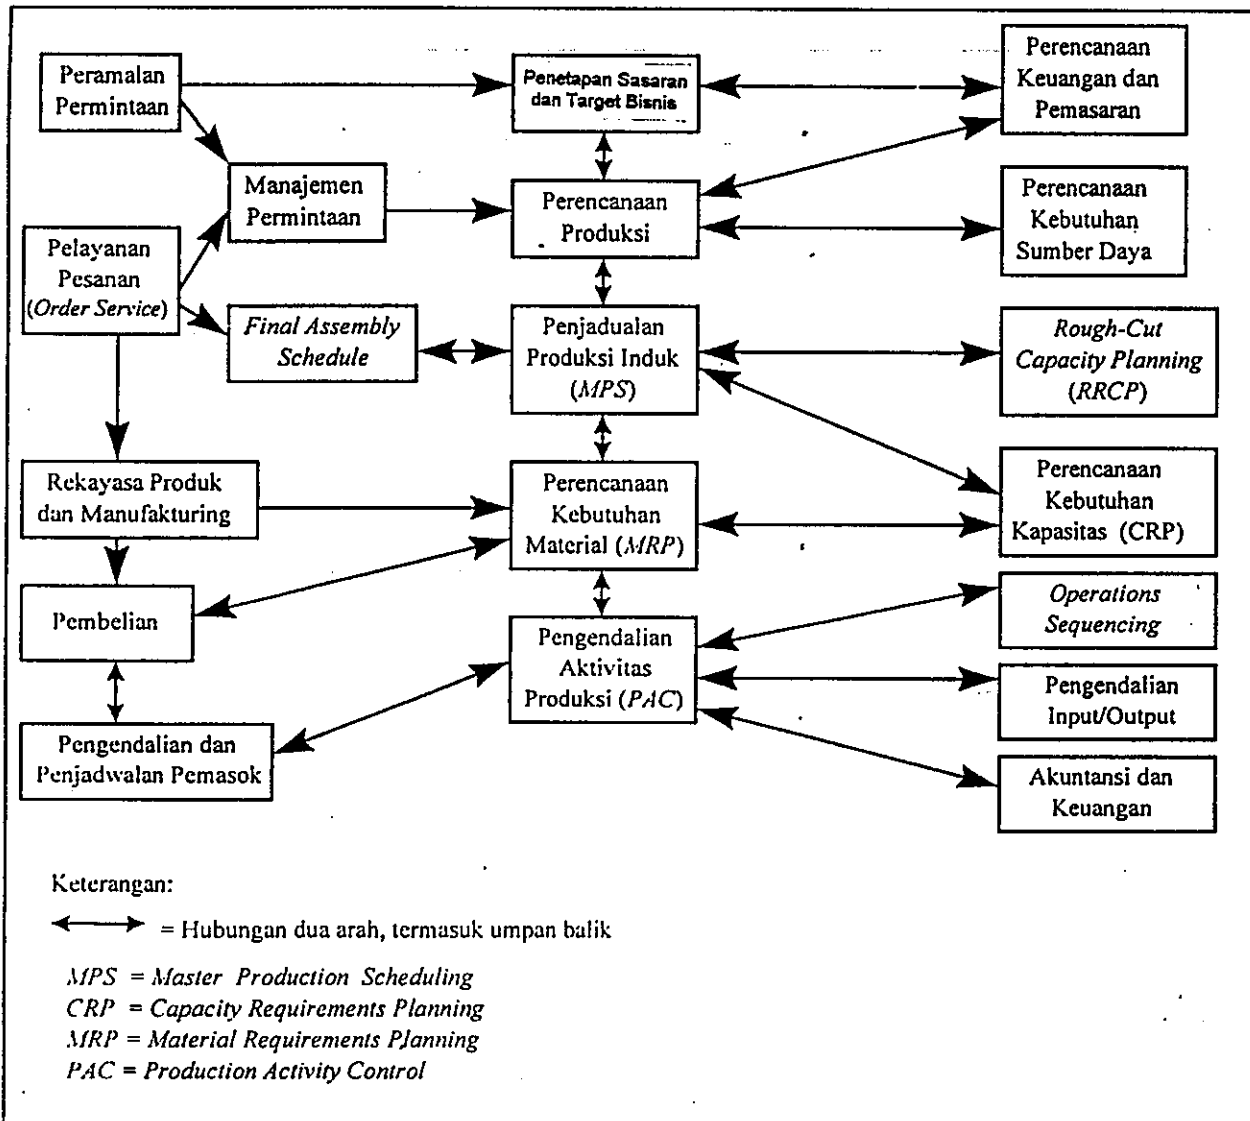 Peramalan
Permintaan
Penetapan Sasaran
dan Target Bisnis
Perencanaan
Keuangan dan
Pemasaran
Manajemen
Permintaan
Perencanaan
Produksi
Perencanaan
Kebutuhan
Sumber Daya
Pelayanan
Pesanan
(Order Service)
Final Assembly
Schedule
Penjadualan
Produksi Induk
(MPS)
Rough-Cut
Capacity Planning
(RRCP)
Rekayasa Produk
dan Manufakturing
Perencanaan
Kebutuhan
Material (MRP)
Perencanaan
Kebutuhan
Kapasitas (CRP)
Pembelian
Pengendalian
Aktivitas
Produksi (PAC)
Operations
Sequencing
Pengendalian
Input/Output
Pengendalian dan
Penjadwalan Pemasok
Akuntansi dan
Keuangan
Keterangan:
= Hubungan dua arah, termasuk umpan balik
MPS = Master Production Scheduling
CRP = Capacity Requirements Planning
MRP = Material Requirements Planning
PAC = Production Activity Control